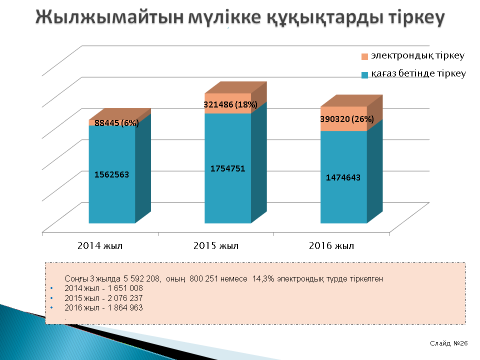 Жылжымайтын мүлікке құқықтарды тіркеу
электрондық тіркеу
қағаз бетінде тіркеу
88445 (6%)
321486 (18%)
390320 (26%)
1562563
1754751
1474643
2014 жыл
2015 жыл
2016 жыл
Соңғы 3 жылда 5 592 208, оның 800 251 немесе 14,3% электрондық түрде тіркелген
• 2014 жыл - 1 651 008
• 2015 жыл - 2 076 237
• 2016 жыл - 1 864 963
Слайд №26